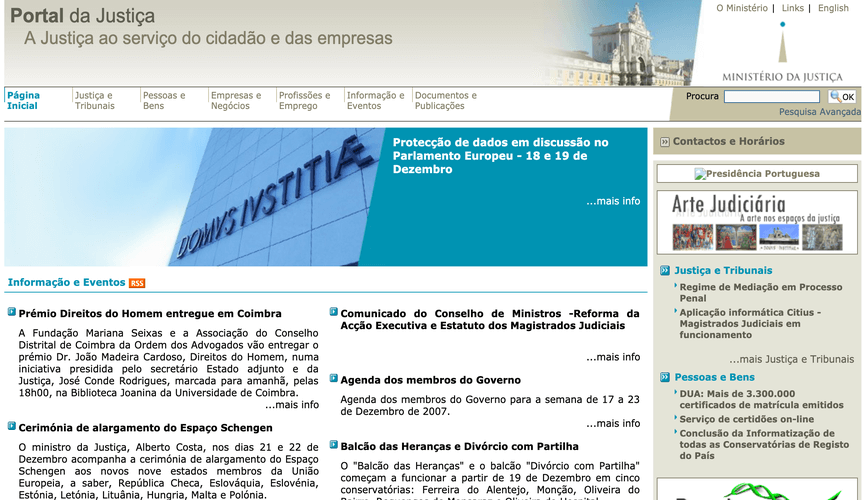 Portal da Justiça
A Justiça ao serviço do cidadão e das empresas
O Ministério | Links | English
MINISTÉRIO DA JUSTIÇA
Página
Inicial
Justiça e
Tribunais
Pessoas e
Bens
Empresas e
Negócios
Profissões e
Emprego
Informação e
Eventos
Documentos e
Publicações
Procura OK
Pesquisa Avançada
DOMVS IVSTITIÆ
Protecção de dados em discussão no
Parlamento Europeu - 18 e 19 de
Dezembro
...mais info
Informação e Eventos RSS
Prémio Direitos do Homem entregue em Coimbra
A Fundação Mariana Seixas e a Associação do Conselho
Distrital de Coimbra da Ordem dos Advogados vão entregar o
prémio Dr. João Madeira Cardoso, Direitos do Homem, numa
iniciativa presidida pelo secretário Estado adjunto e da
Justiça, José Conde Rodrigues, marcada para amanhã, pelas
18h00, na Biblioteca Joanina da Universidade de Coimbra.
...mais info
Cerimónia de alargamento do Espaço Schengen
O ministro da Justiça, Alberto Costa, nos dias 21 e 22 de
Dezembro acompanha a cerimónia de alargamento do Espaço
Schengen aos novos nove estados membros da União
Europeia, a saber, República Checa, Eslováquia, Eslovénia,
Estónia, Letónia, Lituânia, Hungria, Malta e Polónia.
Comunicado do Conselho de Ministros -Reforma da
Acção Executiva e Estatuto dos Magistrados Judiciais
...mais info
Agenda dos membros do Governo
Agenda dos membros do Governo para a semana de 17 a 23
de Dezembro de 2007.
...mais info
Balcão das Heranças e Divórcio com Partilha
O "Balcão das Heranças" e o balcão "Divórcio com Partilha"
começam a funcionar a partir de 19 de Dezembro em cinco
conservatórias: Ferreira do Alentejo, Monção, Oliveira do
Contactos e Horários
Presidência Portuguesa
Arte Judiciária
A arte nos espaços da justiça
Justiça e Tribunais
Regime de Mediação em Processo
Penal
Aplicação informática Citius -
Magistrados Judiciais em
funcionamento
...mais Justiça e Tribunais
Pessoas e Bens
DUA: Mais de 3.300.000
certificados de matrícula emitidos
Serviço de certidões on-line
Conclusão da Informatização de
todas as Conservatórias de Registo
do País